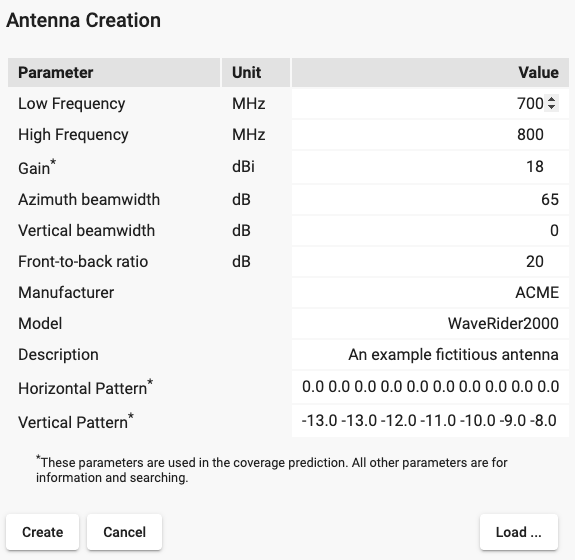 Antenna Creation
Parameter Unit Value
Low Frequency MHz 700
High Frequency MHz 800
Gain* dBi 18
Azimuth beamwidth dB 65
Vertical beamwidth dB 0
Front-to-back ratio dB 20
Manufacturer ACME
Model WaveRider2000
Description An example fictitious antenna
Horizontal Pattern* 0.0 0.0 0.0 0.0 0.0 0.0 0.0 0.0 0.0 0.0
Vertical Pattern* -13.0 -13.0 -12.0 -11.0 -10.0 -9.0 -8.0
*These parameters are used in the coverage prediction. All other parameters are for
information and searching.
Create Cancel Load ...